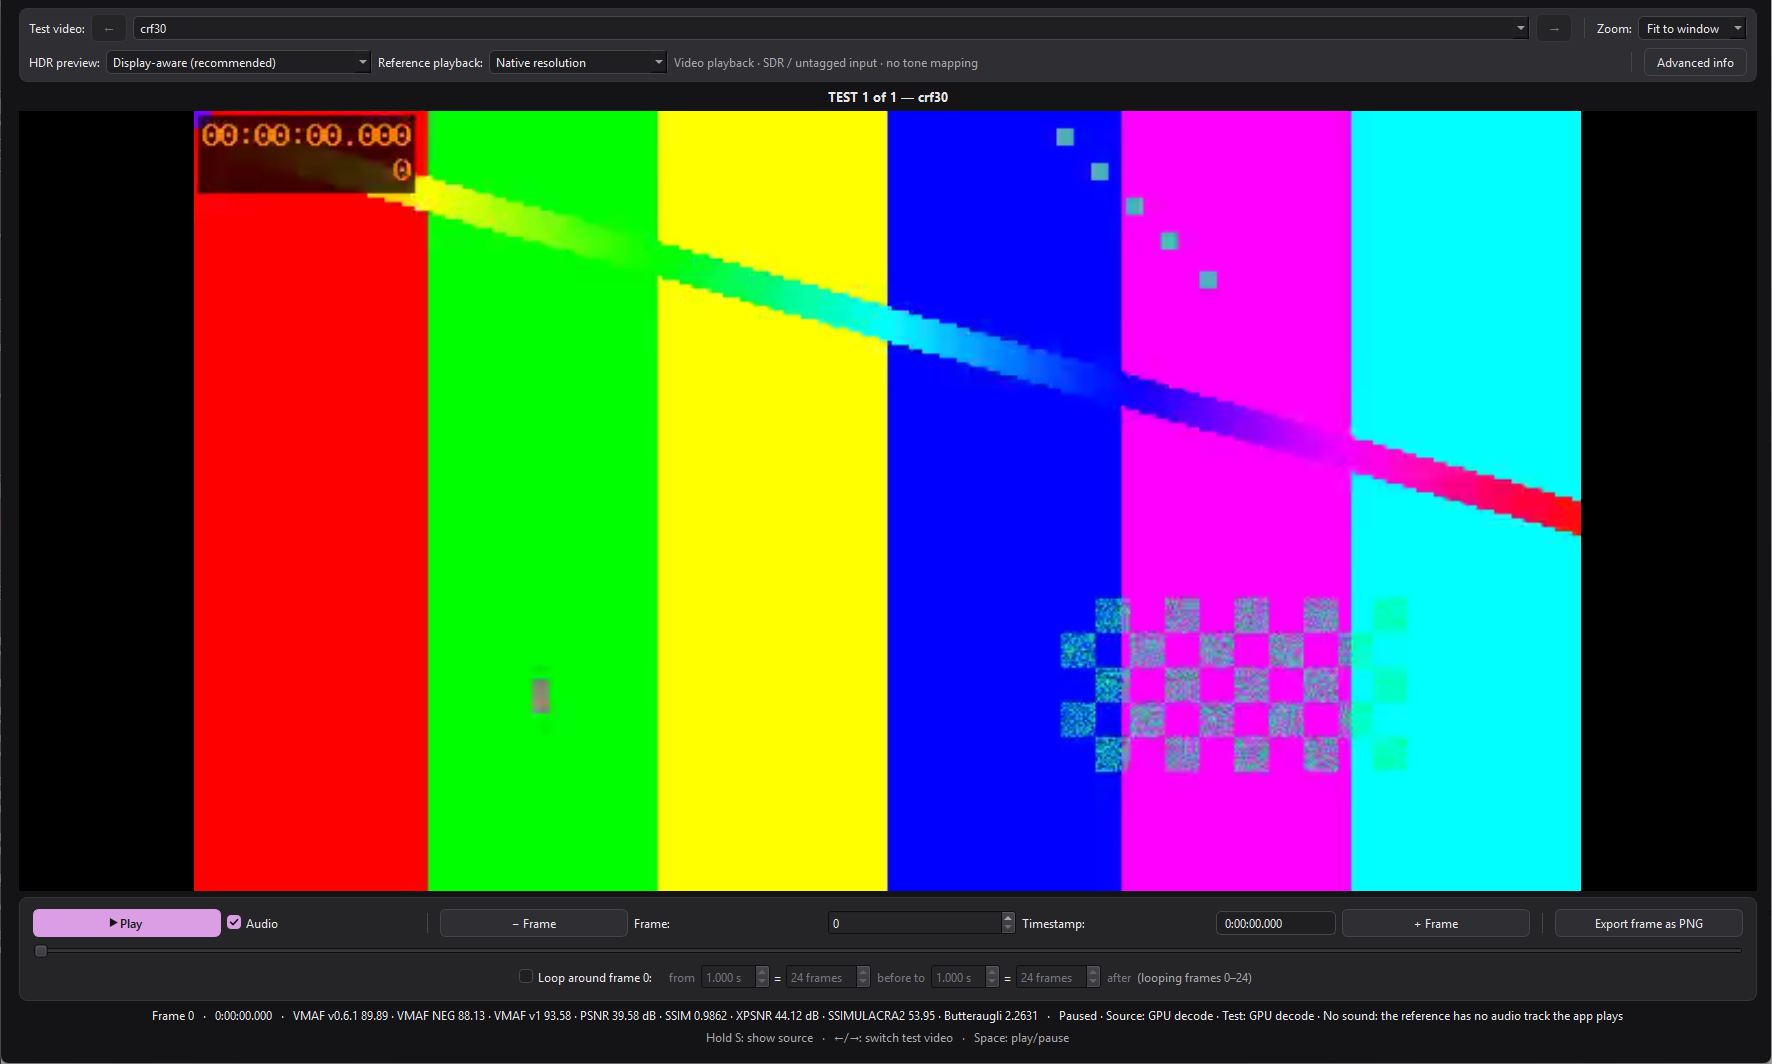 Test video: ← crf30 → Zoom: Fit to window
HDR preview: Display-aware (recommended) Reference playback: Native resolution Video playback · SDR / untagged input · no tone mapping Advanced info
TEST 1 of 1 — crf30
00:00:00.000
0
Play Audio − Frame Frame: 0 Timestamp: 0:00:00.000 + Frame Export frame as PNG
Loop around frame 0: from 1.000 s = 24 frames before to 1.000 s = 24 frames after (looping frames 0–24)
Frame 0 · 0:00:00.000 · VMAF v0.6.1 89.89 · VMAF NEG 88.13 · VMAF v1 93.58 · PSNR 39.58 dB · SSIM 0.9862 · XPSNR 44.12 dB · SSIMULACRA2 53.95 · Butteraugli 2.2631 · Paused · Source: GPU decode · Test: GPU decode · No sound: the reference has no audio track the app plays
Hold S: show source · ←/→: switch test video · Space: play/pause